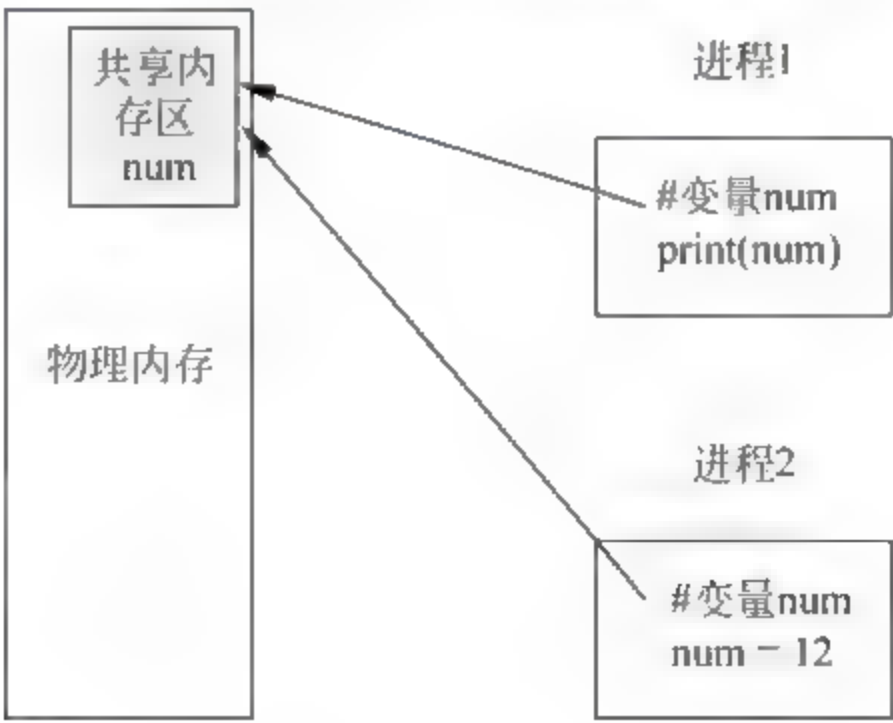 共享内
存区
num
物理内存
进程1
#变量num
print(num)
进程2
#变量num
num = 12